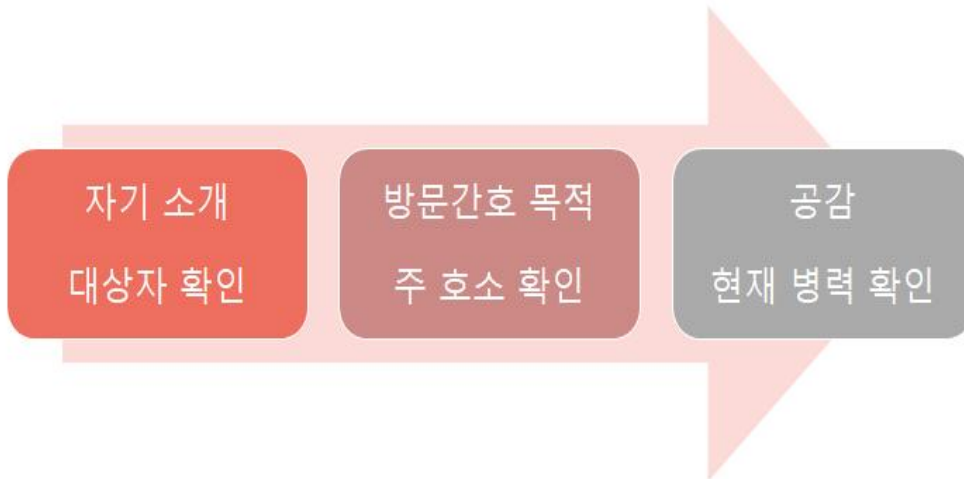 자기 소개
대상자 확인
방문간호 목적
주 호소 확인
공감
현재 병력 확인